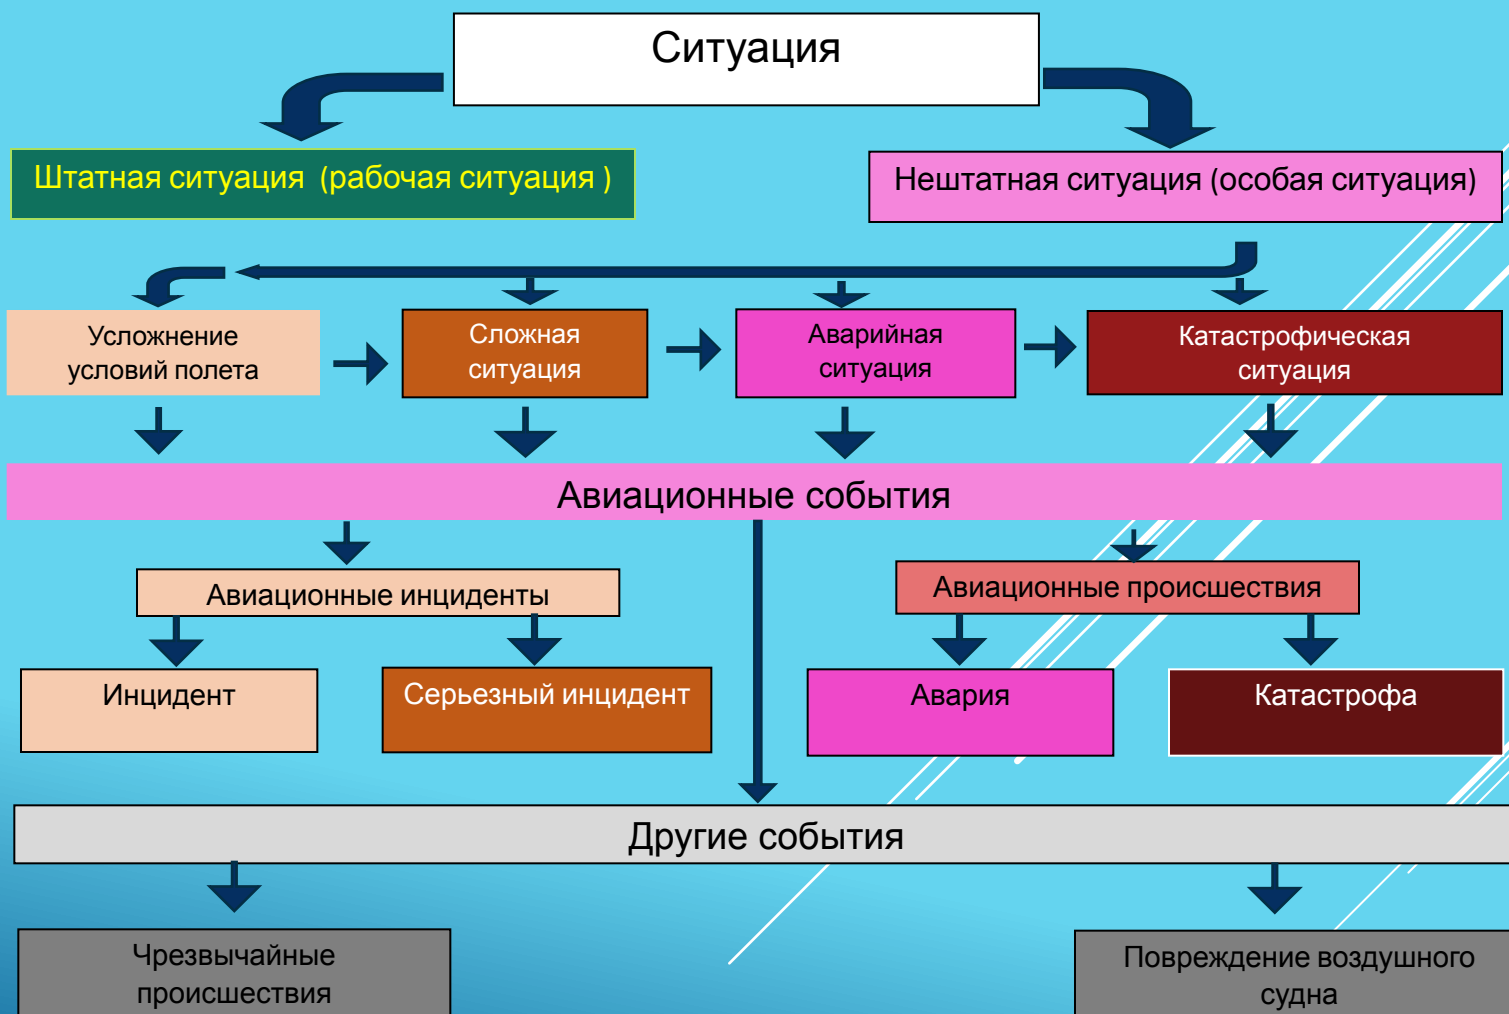 Ситуация
Штатная ситуация (рабочая ситуация )
Нештатная ситуация (особая ситуация)
Усложнение
условий полета
Сложная
ситуация
Аварийная
ситуация
Катастрофическая
ситуация
Авиационные события
Авиационные инциденты
Авиационные происшествия
Инцидент
Серьезный инцидент
Авария
Катастрофа
Другие события
Чрезвычайные
происшествия
Повреждение воздушного
судна